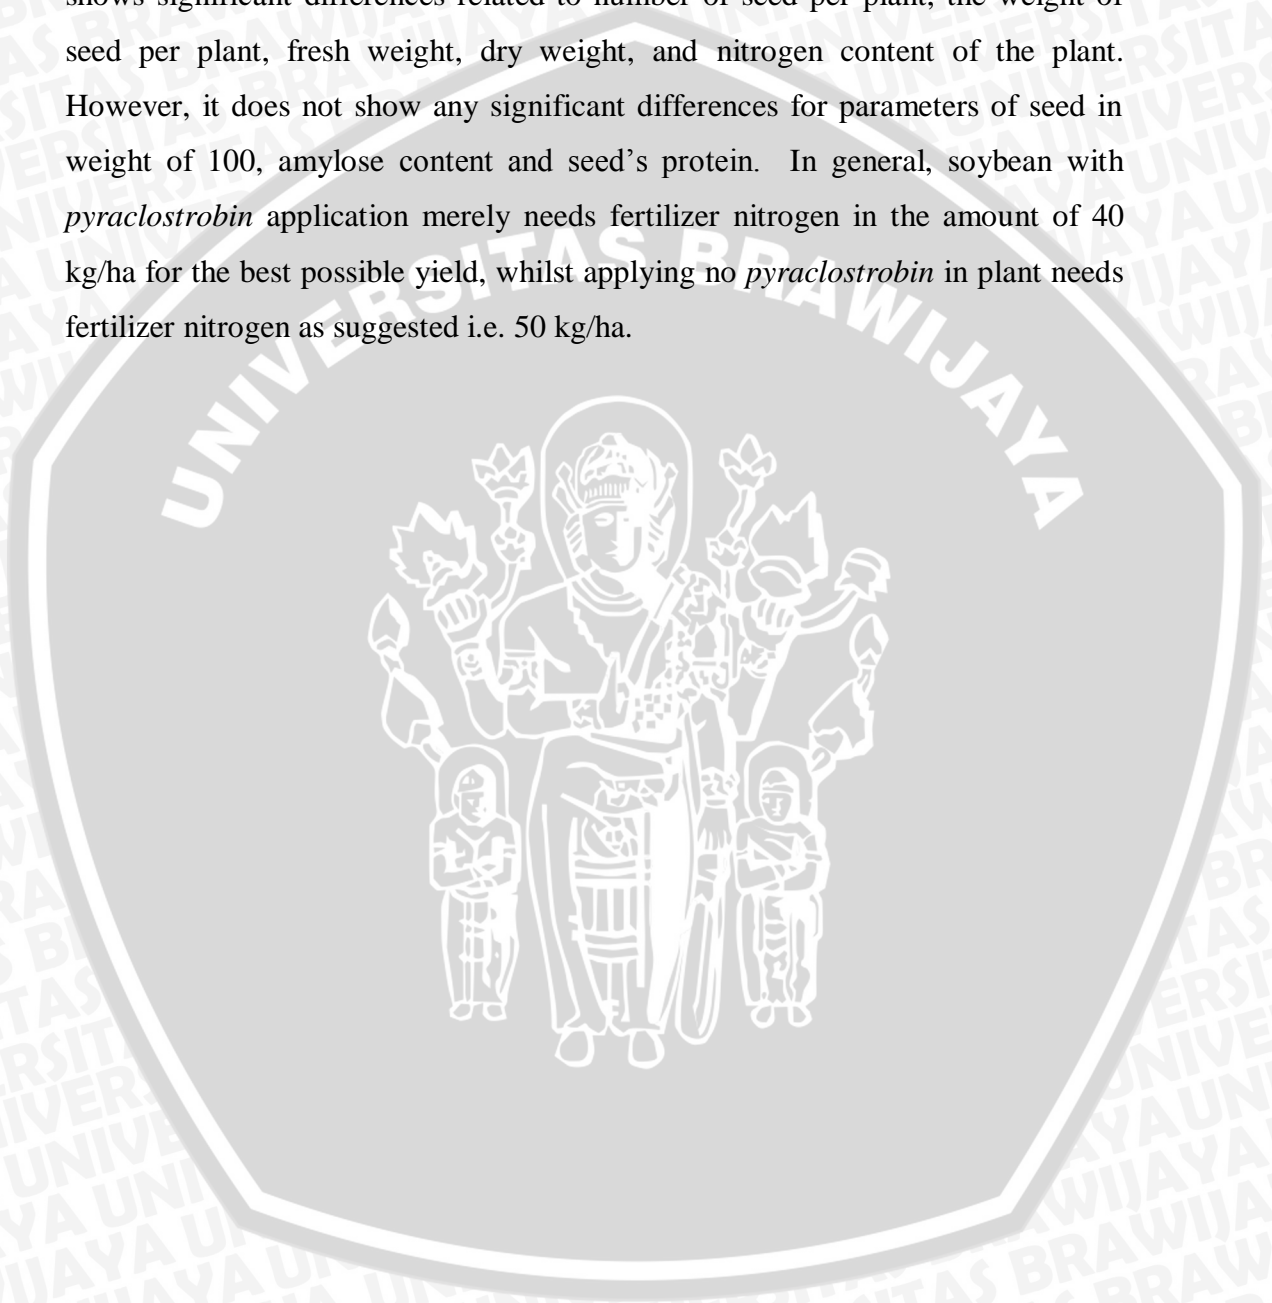 shows significant differences related to number of seed per plant, the weight of
seed per plant, fresh weight, dry weight, and nitrogen content of the plant.
However, it does not show any significant differences for parameters of seed in
weight of 100, amylose content and seed’s protein. In general, soybean with
pyraclostrobin application merely needs fertilizer nitrogen in the amount of 40
kg/ha for the best possible yield, whilst applying no pyraclostrobin in plant needs
fertilizer nitrogen as suggested i.e. 50 kg/ha.
UNIVERSITAS BRAWIJAYA